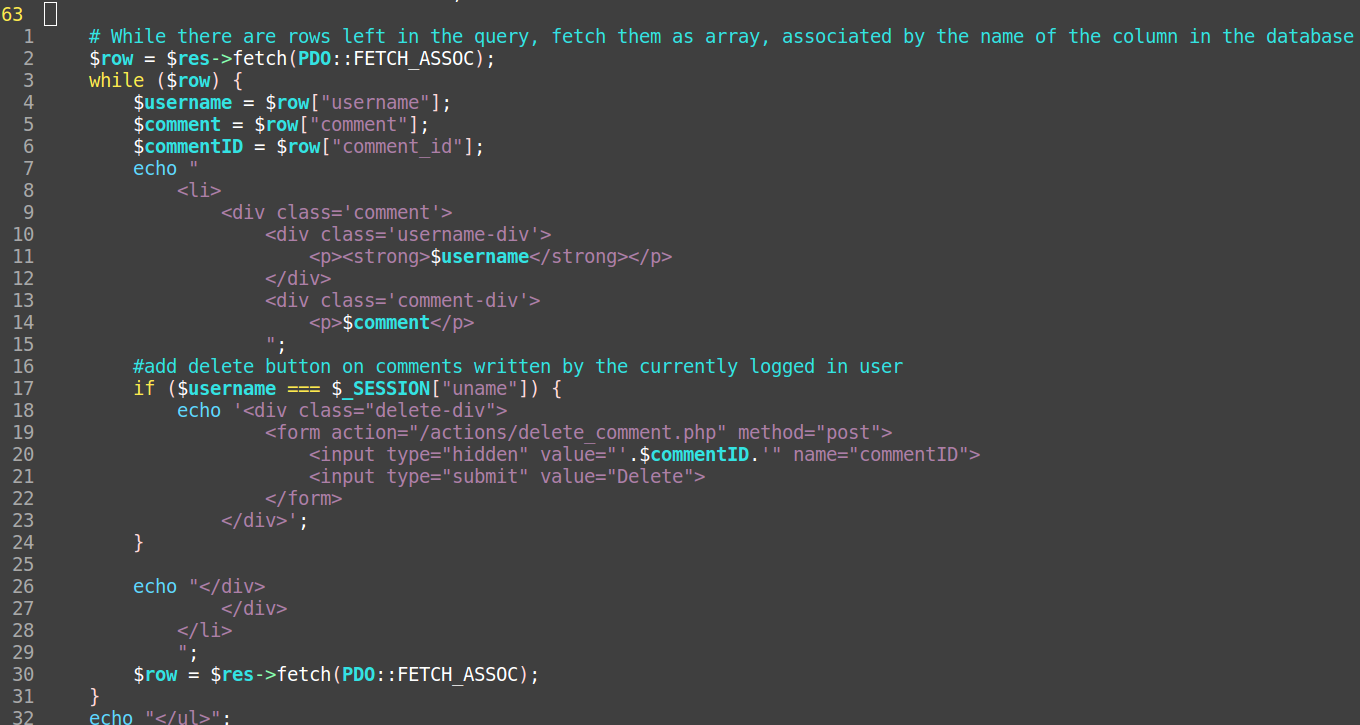 63
1 # While there are rows left in the query, fetch them as array, associated by the name of the column in the database
2 $row = $res->fetch(PDO::FETCH_ASSOC);
3 while ($row) {
4 $username = $row["username"];
5 $comment = $row["comment"];
6 $commentID = $row["comment_id"];
7 echo "
8 <li>
9 <div class='comment'>
10 <div class='username-div'>
11 <p><strong>$username</strong></p>
12 </div>
13 <div class='comment-div'>
14 <p>$comment</p>
15 ";
16 #add delete button on comments written by the currently logged in user
17 if ($username === $_SESSION["uname"]) {
18 echo '<div class="delete-div">
19 <form action="/actions/delete_comment.php" method="post">
20 <input type="hidden" value="'.$commentID.'" name="commentID">
21 <input type="submit" value="Delete">
22 </form>
23 </div>';
24 }
25
26 echo "</div>
27 </div>
28 </li>
29 ";
30 $row = $res->fetch(PDO::FETCH_ASSOC);
31 }
32 echo "</ul>";